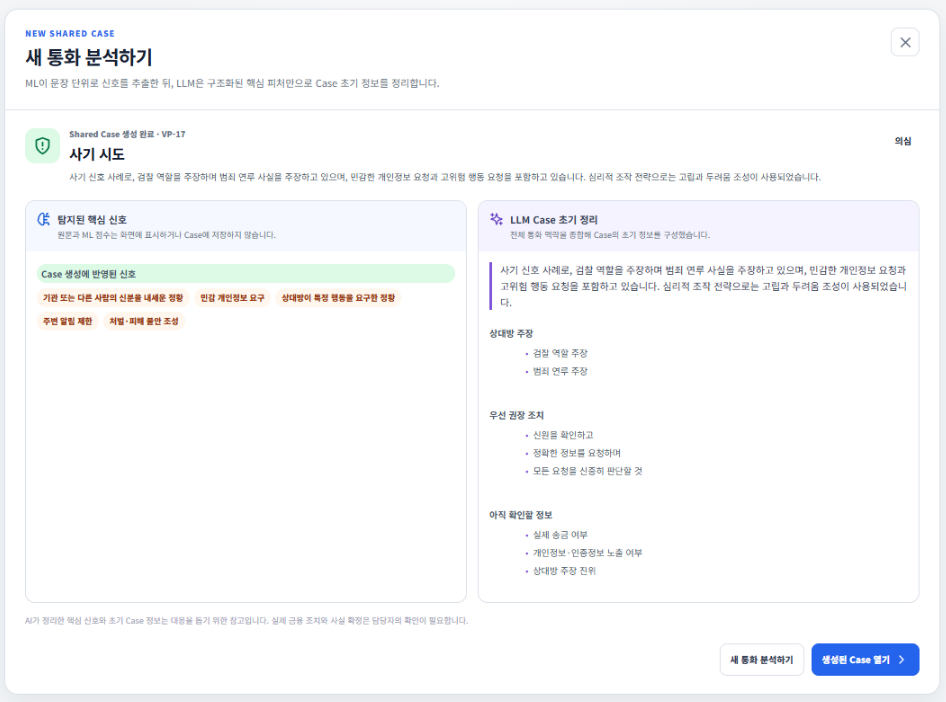 NEW SHARED CASE
새 통화 분석하기
ML이 문장 단위로 신호를 추출한 뒤, LLM은 구조화된 핵심 피처만으로 Case 초기 정보를 정리합니다.
Shared Case 생성 완료 · VP-17
사기 시도
의심
사기 신호 사례로, 검찰 역할을 주장하며 범죄 연루 사실을 주장하고 있으며, 민감한 개인정보 요청과 고위험 행동 요청을 포함하고 있습니다. 심리적 조작 전략으로는 고립과 두려움 조성이 사용되었습니다.
탐지된 핵심 신호
원문과 ML 점수는 화면에 표시하거나 Case에 저장하지 않습니다.
Case 생성에 반영된 신호
기관 또는 다른 사람의 신분을 내세운 정황
민감 개인정보 요구
상대방이 특정 행동을 요구한 정황
주변 알림 제한
처벌·피해 불안 조성
LLM Case 초기 정리
전체 통화 맥락을 종합해 Case의 초기 정보를 구성했습니다.
사기 신호 사례로, 검찰 역할을 주장하며 범죄 연루 사실을 주장하고 있으며, 민감한 개인정보 요청과
고위험 행동 요청을 포함하고 있습니다. 심리적 조작 전략으로는 고립과 두려움 조성이 사용되었습니
다.
상대방 주장
• 검찰 역할 주장
• 범죄 연루 주장
우선 권장 조치
• 신원을 확인하고
• 정확한 정보를 요청하며
• 모든 요청을 신중히 판단할 것
아직 확인할 정보
• 실제 송금 여부
• 개인정보·인증정보 노출 여부
• 상대방 주장 진위
AI가 정리한 핵심 신호와 초기 Case 정보는 대응을 돕기 위한 참고입니다. 실제 금융 조치와 사실 확정은 담당자의 확인이 필요합니다.
새 통화 분석하기
생성된 Case 열기